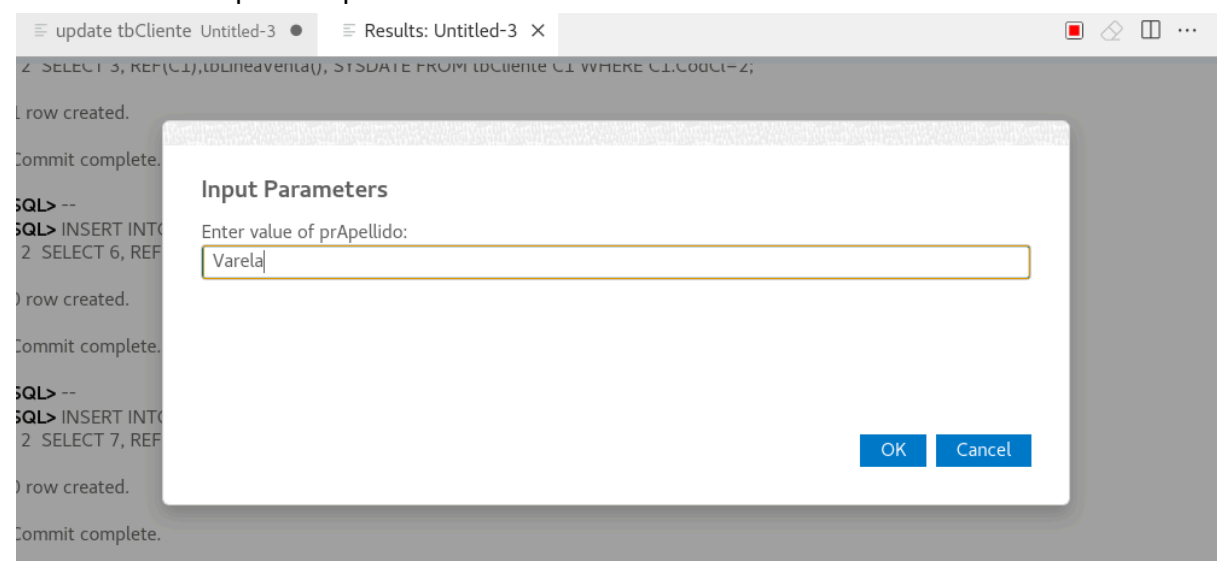 update tbCliente Untitled-3 ● Results: Untitled-3 ×
2 SELECT 3, REF(C1),tbLineaVenta(), SYSDATE FROM tbCliente C1 WHERE C1.CodCl=2;
1 row created.
Commit complete.
SQL> --
SQL> INSERT INTO
2 SELECT 6, REF
0 row created.
Commit complete.
SQL> --
SQL> INSERT INTO
2 SELECT 7, REF
0 row created.
Commit complete.
Input Parameters
Enter value of prApellido:
Varela
OK Cancel